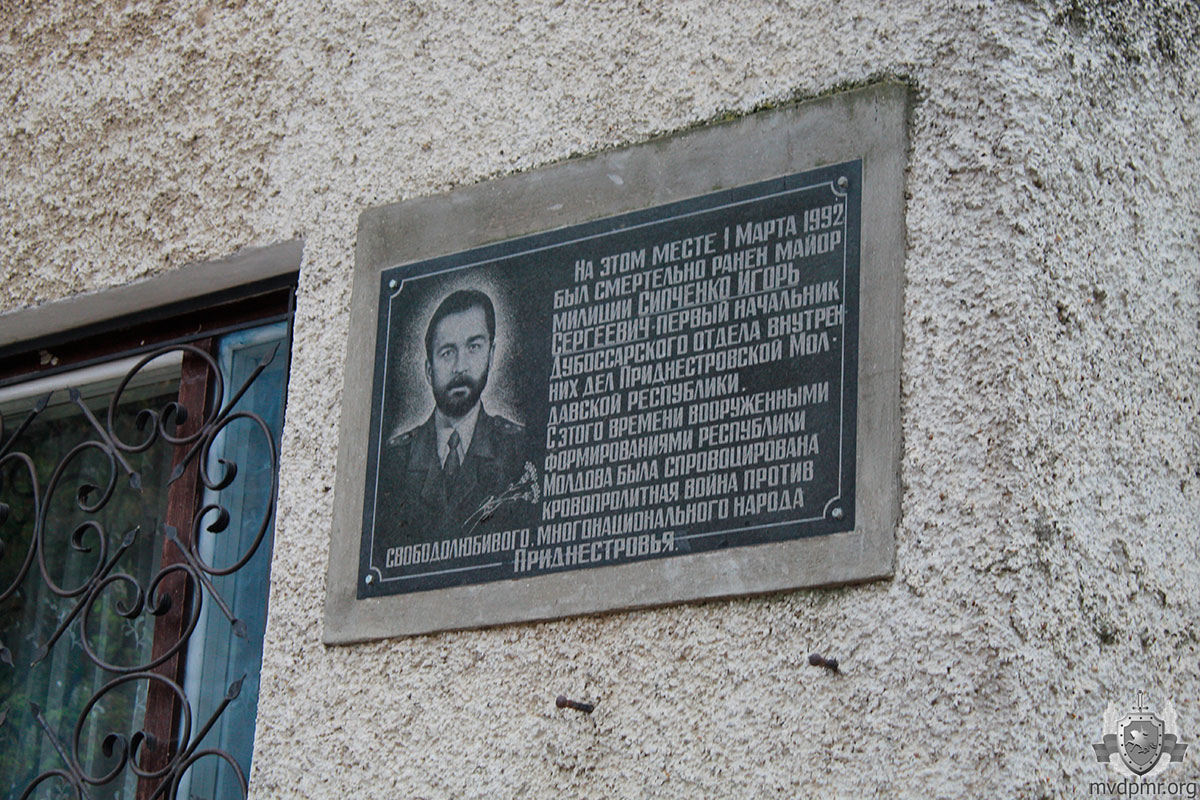 На этом месте 1 Марта 1992
был смертельно ранен майор
милиции Сипченко Игорь
Сергеевич-первый начальник
Дубоссарского отдела внутрен
них дел Приднестровской Мол-
давской республики.
С этого времени вооруженными
формированиями республики
Молдова была спровоцирована
кровопролитная война против
свободолюбивого, многонационального народа
Приднестровья.
mvdpmr.org